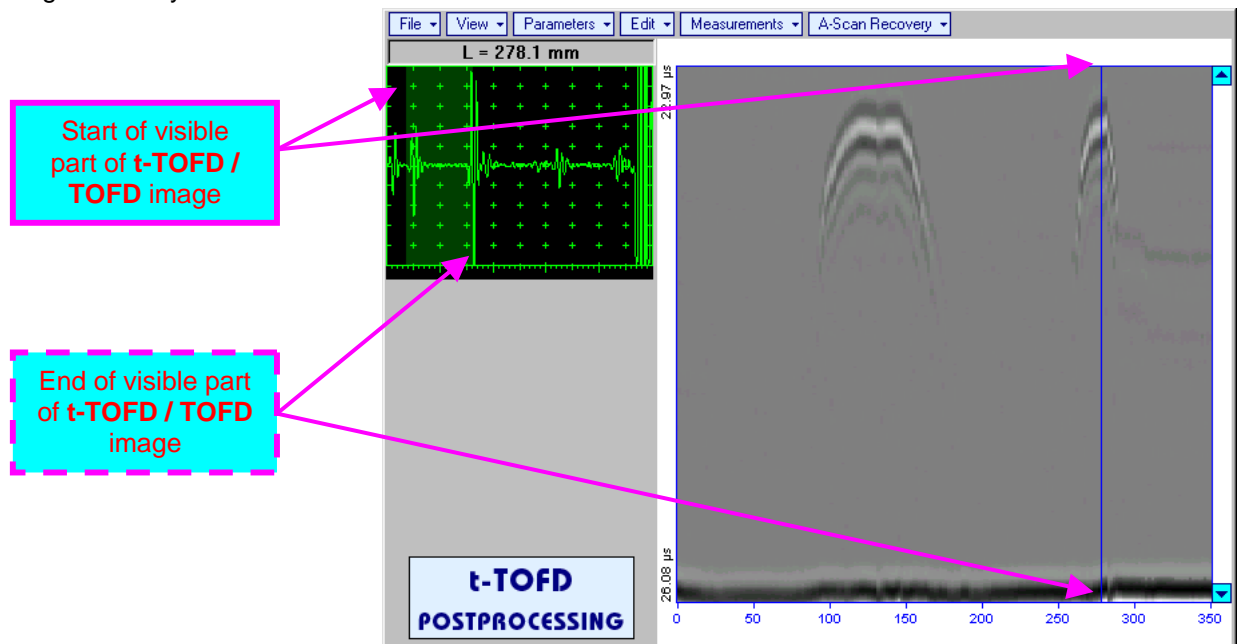 File
View
Parameters
Edit
Measurements
A-Scan Recovery
L = 278.1 mm
µs
Start of visible
part of t-TOFD /
TOFD image
End of visible part
of t-TOFD / TOFD
image
26.08 µs
t-TOFD
POSTPROCESSING
0 50 100 150 200 250 300 350